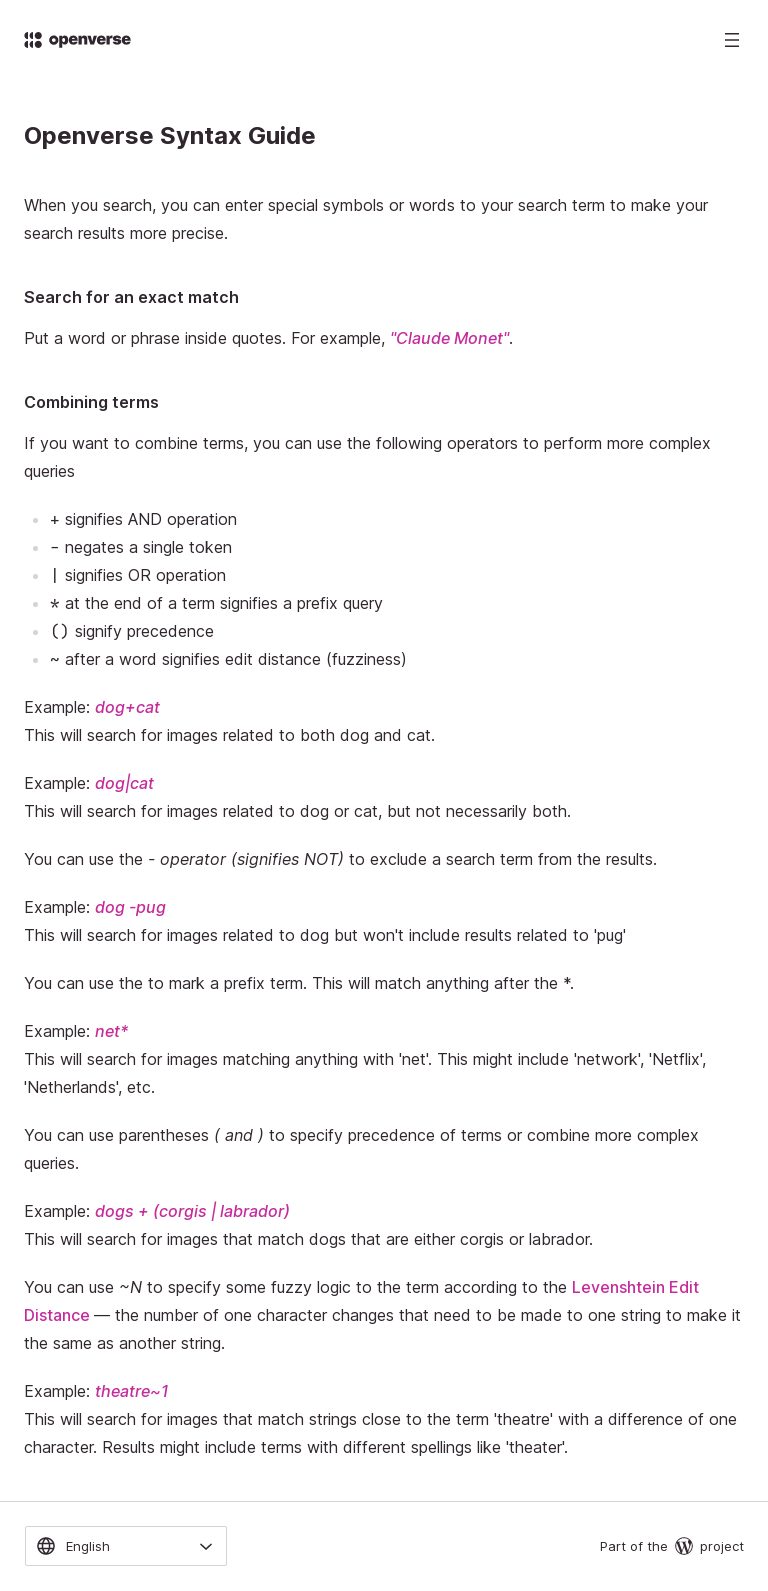 openverse
Openverse Syntax Guide
When you search, you can enter special symbols or words to your search term to make your
search results more precise.
Search for an exact match
Put a word or phrase inside quotes. For example, "Claude Monet".
Combining terms
If you want to combine terms, you can use the following operators to perform more complex
queries
+ signifies AND operation
- negates a single token
| signifies OR operation
* at the end of a term signifies a prefix query
() signify precedence
~ after a word signifies edit distance (fuzziness)
Example: dog+cat
This will search for images related to both dog and cat.
Example: dog|cat
This will search for images related to dog or cat, but not necessarily both.
You can use the - operator (signifies NOT) to exclude a search term from the results.
Example: dog -pug
This will search for images related to dog but won't include results related to 'pug'
You can use the to mark a prefix term. This will match anything after the *.
Example: net*
This will search for images matching anything with 'net'. This might include 'network', 'Netflix',
'Netherlands', etc.
You can use parentheses ( and ) to specify precedence of terms or combine more complex
queries.
Example: dogs + (corgis | labrador)
This will search for images that match dogs that are either corgis or labrador.
You can use ~N to specify some fuzzy logic to the term according to the Levenshtein Edit
Distance — the number of one character changes that need to be made to one string to make it
the same as another string.
Example: theatre~1
This will search for images that match strings close to the term 'theatre' with a difference of one
character. Results might include terms with different spellings like 'theater'.
English
Part of the W project